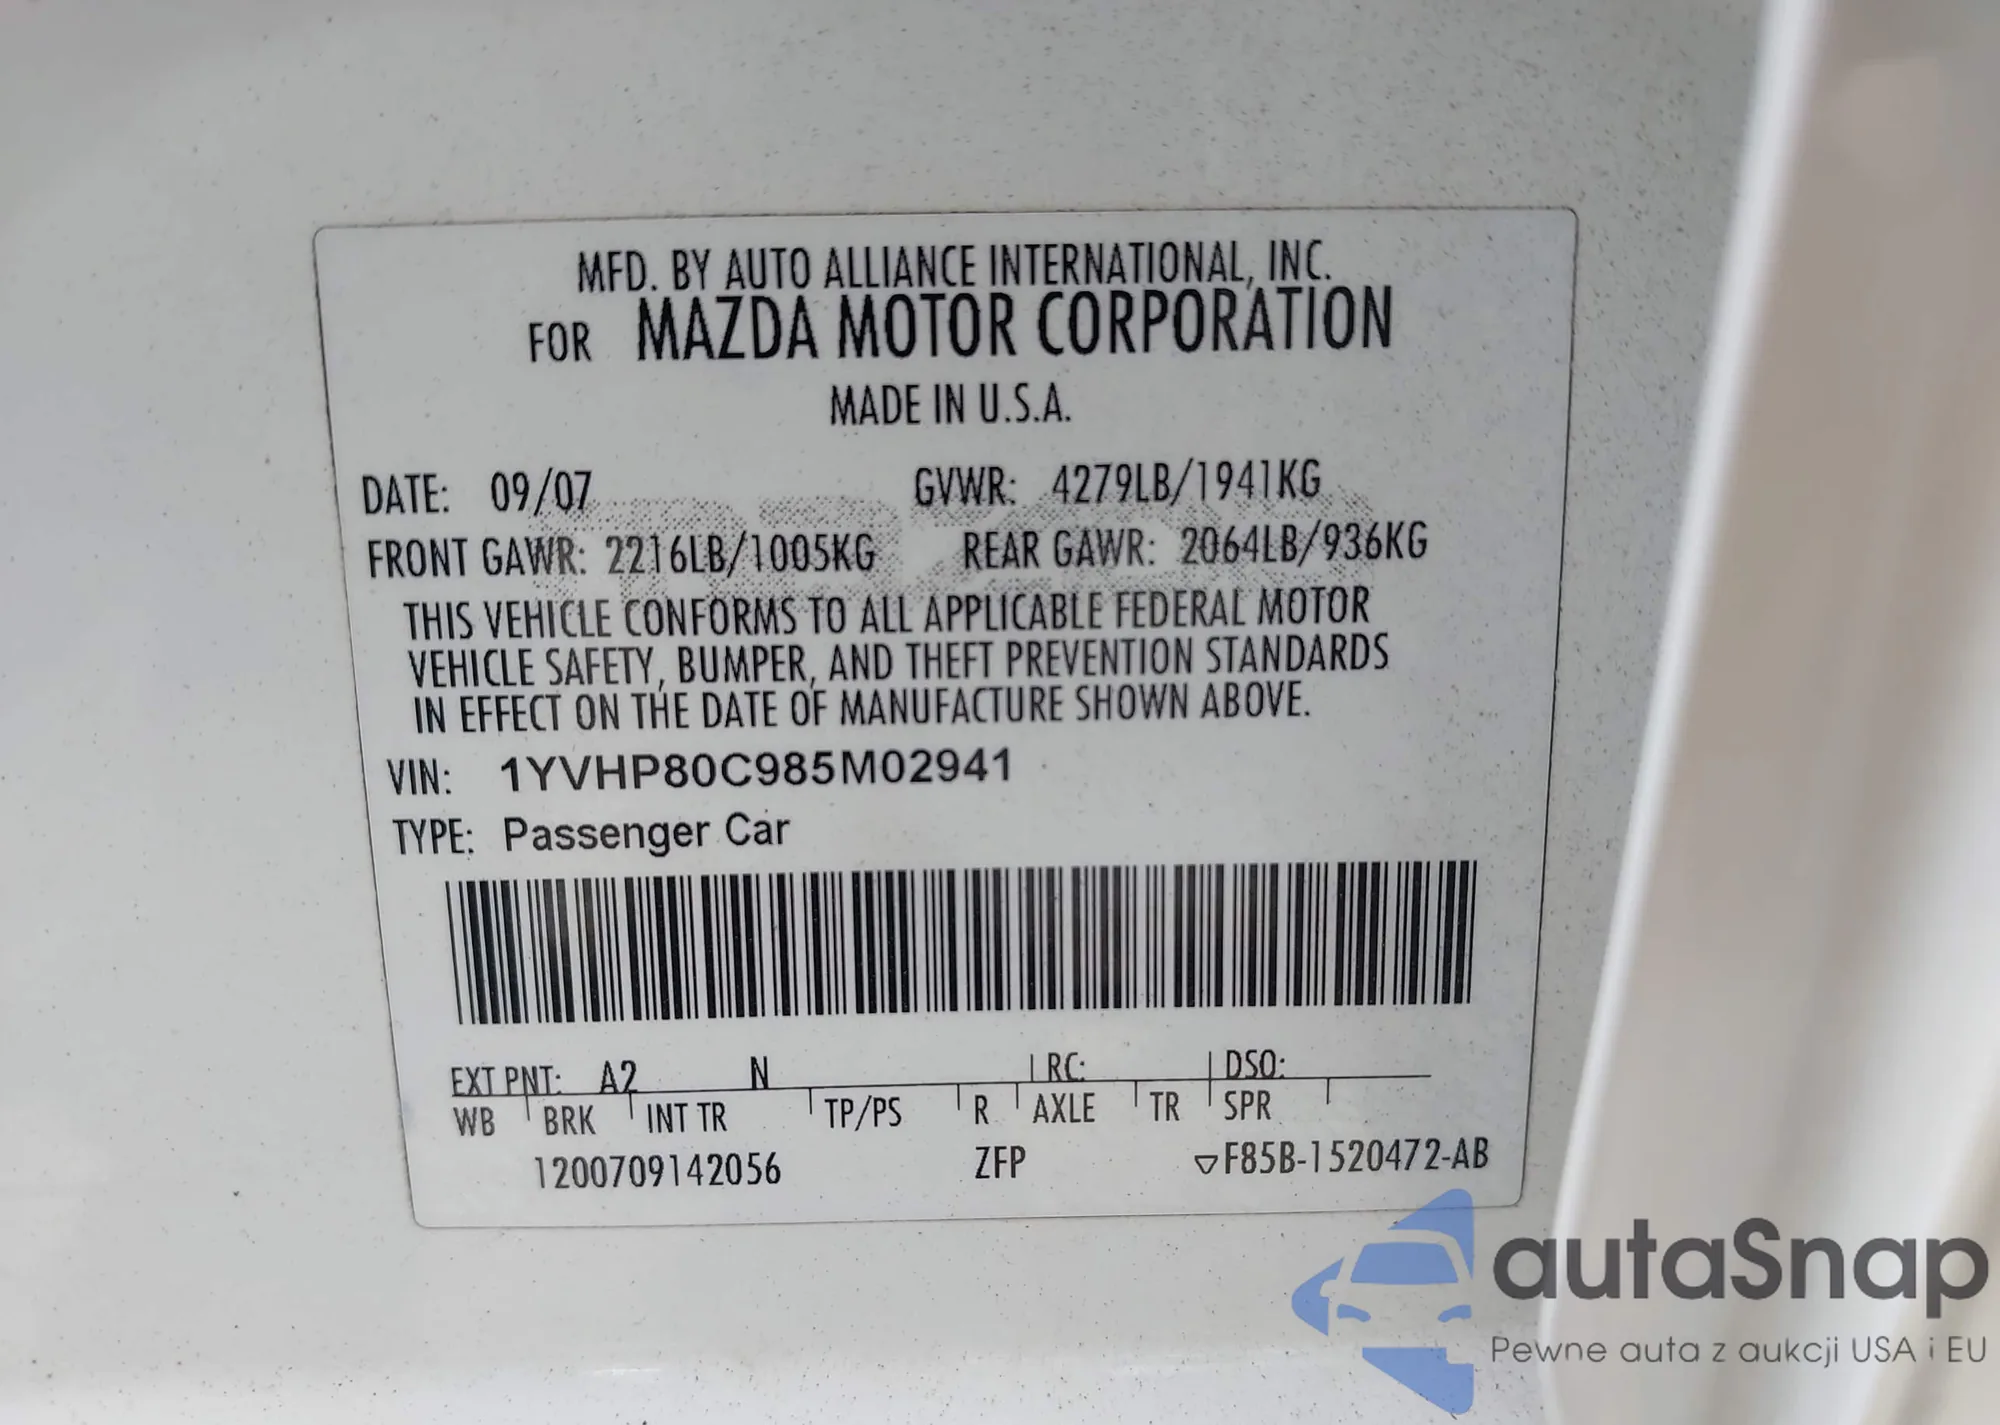 MFD. BY AUTO ALLIANCE INTERNATIONAL, INC.
FOR MAZDA MOTOR CORPORATION
MADE IN U.S.A.
DATE: 09/07 GVWR: 4279LB/1941KG
FRONT GAWR: 2216LB/1005KG REAR GAWR: 2064LB/936KG
THIS VEHICLE CONFORMS TO ALL APPLICABLE FEDERAL MOTOR
VEHICLE SAFETY, BUMPER, AND THEFT PREVENTION STANDARDS
IN EFFECT ON THE DATE OF MANUFACTURE SHOWN ABOVE.
VIN: 1YVHP80C985M02941
TYPE: Passenger Car
EXT PNT: A2 N RC: DSO:
WB BRK INT TR TP/PS R AXLE TR SPR
1200709142056 ZFP ▽F85B-1520472-AB
autaSnap
Pewne auta z aukcji USA i EU